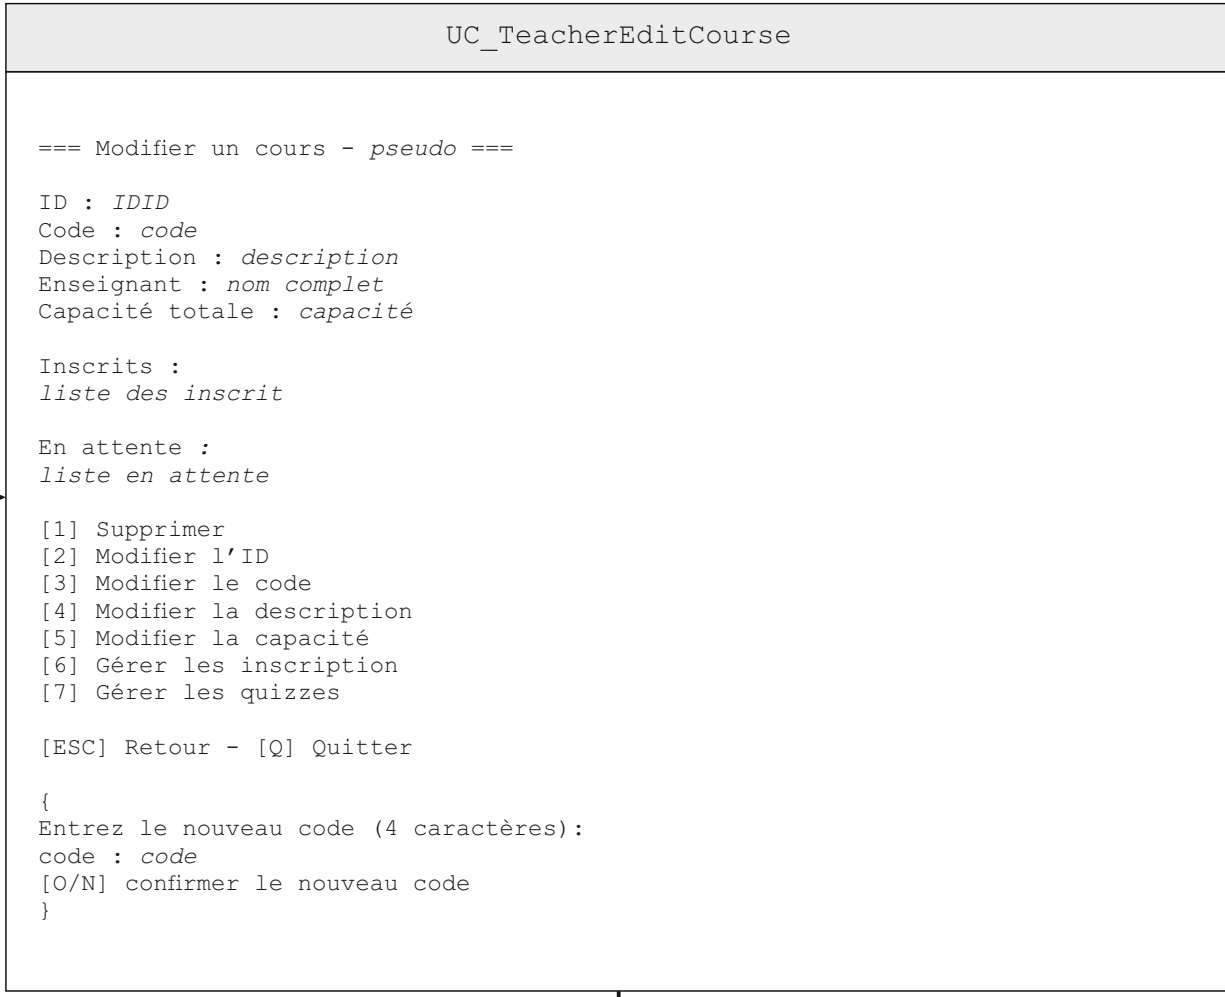 UC_TeacherEditCourse
=== Modifier un cours - pseudo ===
ID : IDID
Code : code
Description : description
Enseignant : nom complet
Capacité totale : capacité
Inscrits :
liste des inscrit
En attente :
liste en attente
[1] Supprimer
[2] Modifier l’ID
[3] Modifier le code
[4] Modifier la description
[5] Modifier la capacité
[6] Gérer les inscription
[7] Gérer les quizzes
[ESC] Retour - [Q] Quitter
{
Entrez le nouveau code (4 caractères):
code : code
[O/N] confirmer le nouveau code
}